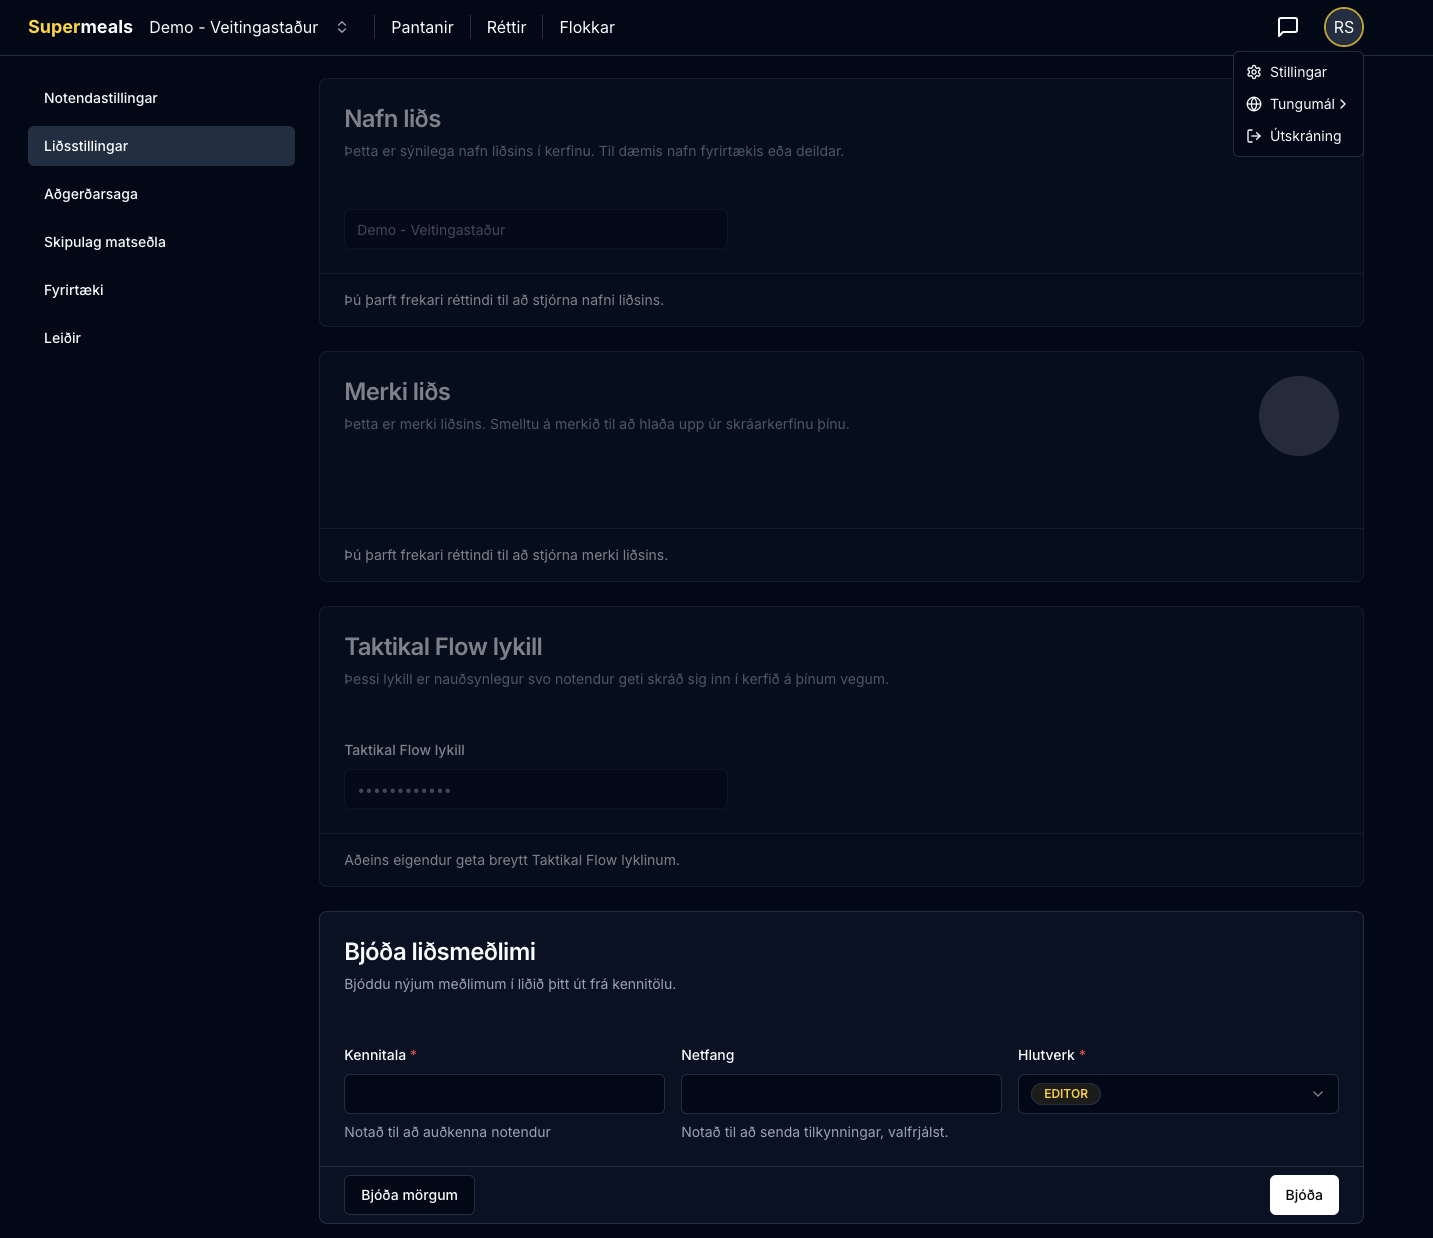 Supermeals Demo - Veitingastaður Pantanir Réttir Flokkar RS
Stillingar
Tungumál
Útskráning
Notendastillingar
Liðsstillingar
Aðgerðarsaga
Skipulag matseðla
Fyrirtæki
Leiðir
Nafn liðs
Þetta er sýnilega nafn liðsins í kerfinu. Til dæmis nafn fyrirtækis eða deildar.
Demo - Veitingastaður
Þú þarft frekari réttindi til að stjórna nafni liðsins.
Merki liðs
Þetta er merki liðsins. Smelltu á merkið til að hlaða upp úr skráarkerfinu þínu.
Þú þarft frekari réttindi til að stjórna merki liðsins.
Taktikal Flow lykill
Þessi lykill er nauðsynlegur svo notendur geti skráð sig inn í kerfið á þínum vegum.
Taktikal Flow lykill
••••••••••••
Aðeins eigendur geta breytt Taktikal Flow lyklinum.
Bjóða liðsmeðlimi
Bjóddu nýjum meðlimum í liðið þitt út frá kennitölu.
Kennitala * Netfang Hlutverk *
EDITOR
Notað til að auðkenna notendur Notað til að senda tilkynningar, valfrjálst.
Bjóða mörgum Bjóða